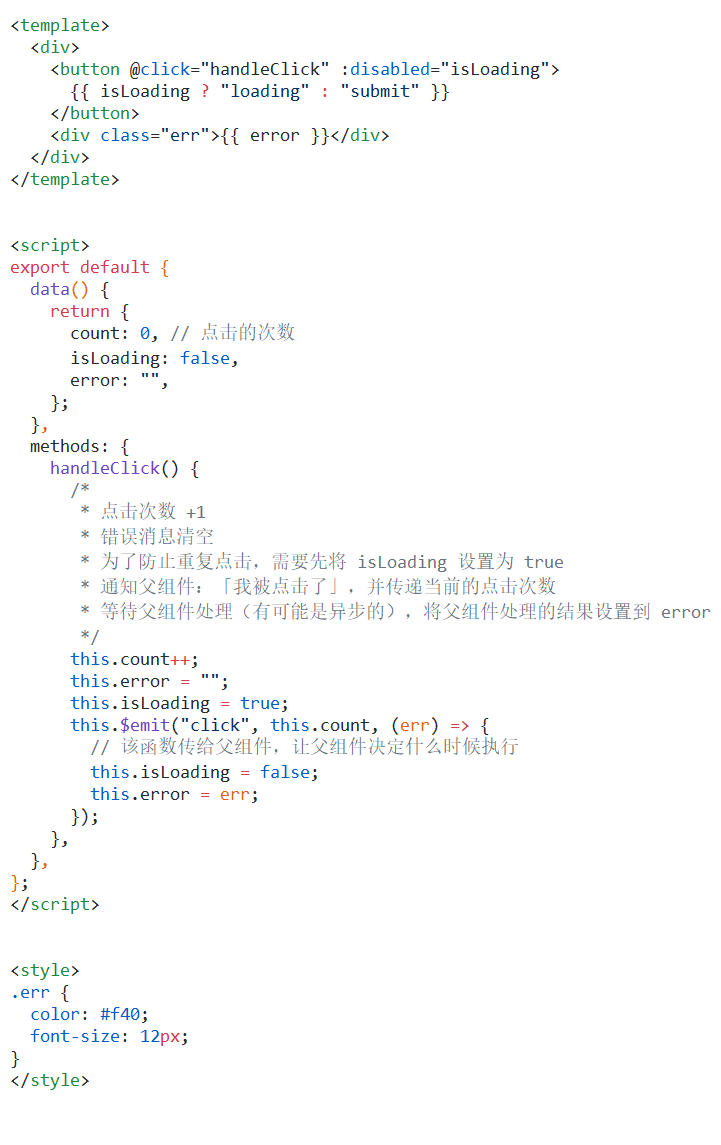 <template>
  <div>
    <button @click="handleClick" :disabled="isLoading">
      {{ isLoading ? "loading" : "submit" }}
    </button>
    <div class="err">{{ error }}</div>
  </div>
</template>
<script>
export default {
  data() {
    return {
      count: 0, // 点击的次数
      isLoading: false,
      error: "",
    };
  },
  methods: {
    handleClick() {
      /*
       * 点击次数 +1
       * 错误消息清空
       * 为了防止重复点击，需要先将 isLoading 设置为 true
       * 通知父组件：「我被点击了」，并传递当前的点击次数
       * 等待父组件处理（有可能是异步的），将父组件处理的结果设置到 error
       */
      this.count++;
      this.error = "";
      this.isLoading = true;
      this.$emit("click", this.count, (err) => {
        // 该函数传给父组件，让父组件决定什么时候执行
        this.isLoading = false;
        this.error = err;
      });
    },
  },
};
</script>
<style>
.err {
  color: #f40;
  font-size: 12px;
}
</style>